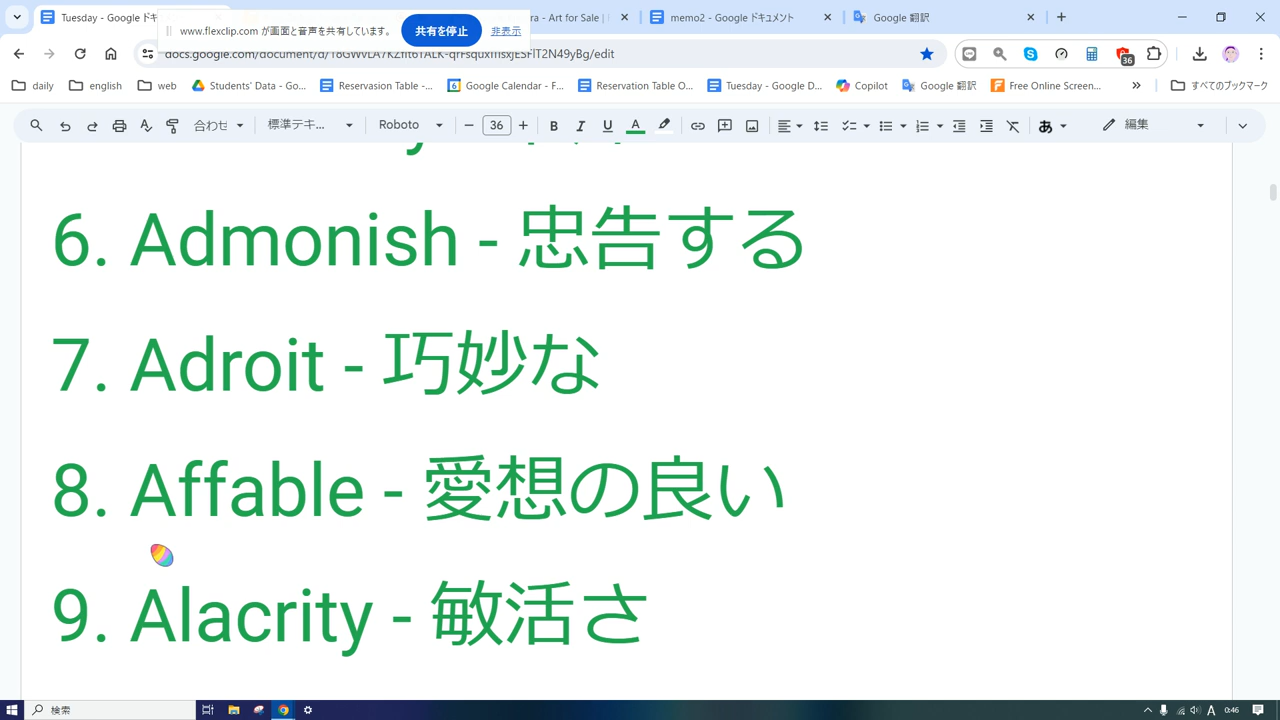 Tuesday - Google ドキ
ra - Art for Sale |
memo2 - Google ドキュメント
Google 翻訳
www.flexclip.com が画面と音声を共有しています。
共有を停止
非表示
36
daily
english
web
Students' Data - Go...
Reservasion Table -...
Google Calendar - F...
Reservation Table O...
Tuesday - Google D...
Copilot
Google 翻訳
Free Online Screen...
すべてのブックマーク
合わせ
標準テキ...
Roboto
36
編集
6. Admonish - 忠告する
7. Adroit - 巧妙な
8. Affable - 愛想の良い
9. Alacrity - 敏活さ
検索
A
0:46